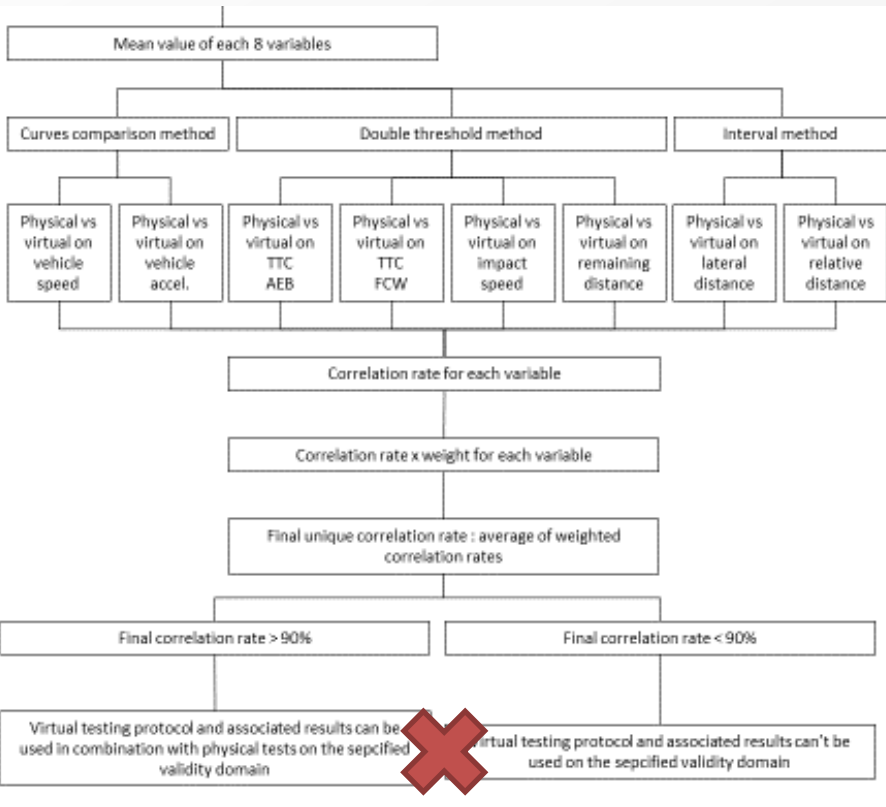 Mean value of each 8 variables
Curves comparison method
Double threshold method
Interval method
Physical vs
virtual on
vehicle
speed
Physical vs
virtual on
vehicle
accel.
Physical vs
virtual on
TTC
AEB
Physical vs
virtual on
TTC
FCW
Physical vs
virtual on
impact
speed
Physical vs
virtual on
remaining
distance
Physical vs
virtual on
lateral
distance
Physical vs
virtual on
relative
distance
Correlation rate for each variable
Correlation rate x weight for each variable
Final unique correlation rate : average of weighted
correlation rates
Final correlation rate > 90%
Final correlation rate < 90%
Virtual testing protocol and associated results can be
used in combination with physical tests on the sepcified
validity domain
irtual testing protocol and associated results can't be
used on the sepcified validity domain